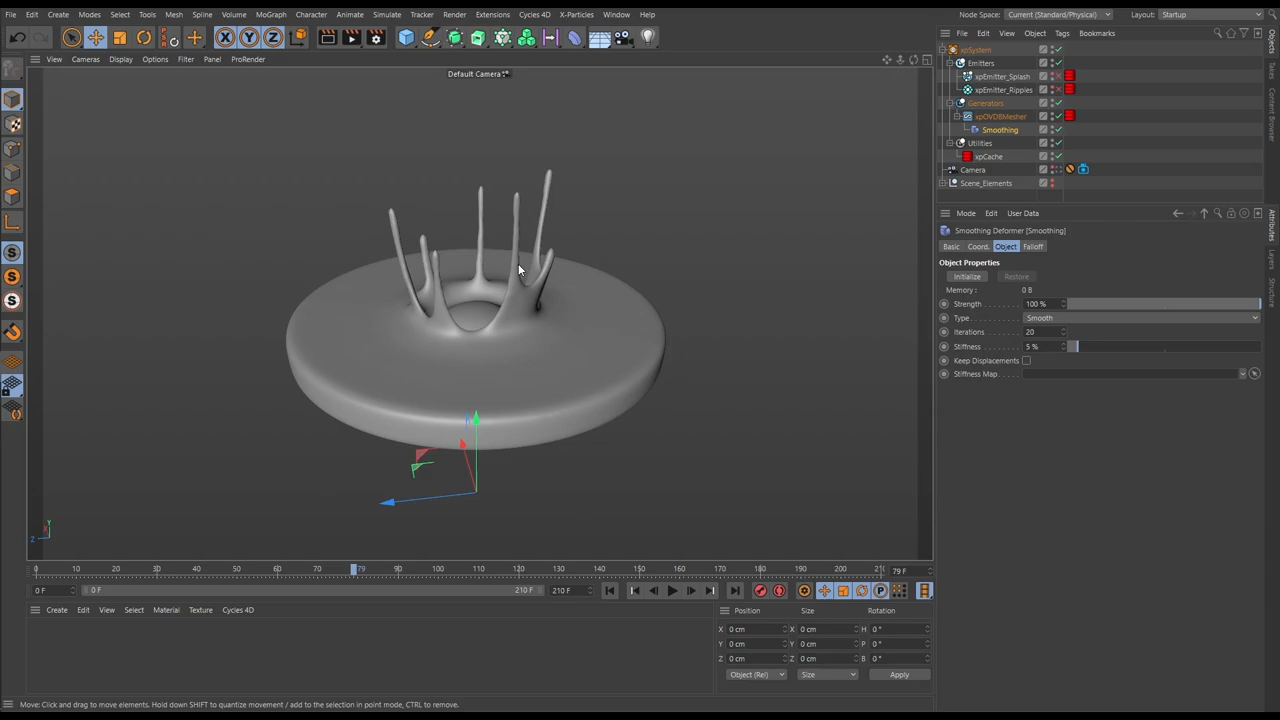 File Edit Create Modes Select Tools Mesh Spline Volume MoGraph Character Animate Simulate Tracker Render Extensions Cycles 4D X-Particles Window Help Node Space: Current (Standard/Physical) Layout: Startup
View Cameras Display Options Filter Panel ProRender
Default Camera
File Edit View Object Tags Bookmarks
xpSystem
Emitters
xpEmitter_Splash
xpEmitter_Ripples
Generators
xpOVDBMesher
Smoothing
Utilities
xpCache
Camera
Scene_Elements
Objects
Takes
Content Browser
Attributes
Layers
Structure
Mode Edit User Data
Smoothing Deformer [Smoothing]
Basic Coord. Object Falloff
Object Properties
Initialize Restore
Memory: 0 B
Strength 100 %
Type Smooth
Iterations 20
Stiffness 5 %
Keep Displacements
Stiffness Map
Y
X
Z
0 10 20 30 40 50 60 70 79 90 100 110 120 130 140 150 160 170 180 190 200 79 F
0 F 0 F 210 F 210 F
Create Edit View Select Material Texture Cycles 4D
Position Size Rotation
X 0 cm X 0 cm H 0 °
Y 0 cm Y 0 cm P 0 °
Z 0 cm Z 0 cm B 0 °
Object (Rel) Size Apply
Move: Click and drag to move elements. Hold down SHIFT to quantize movement / add to the selection in point mode, CTRL to remove.